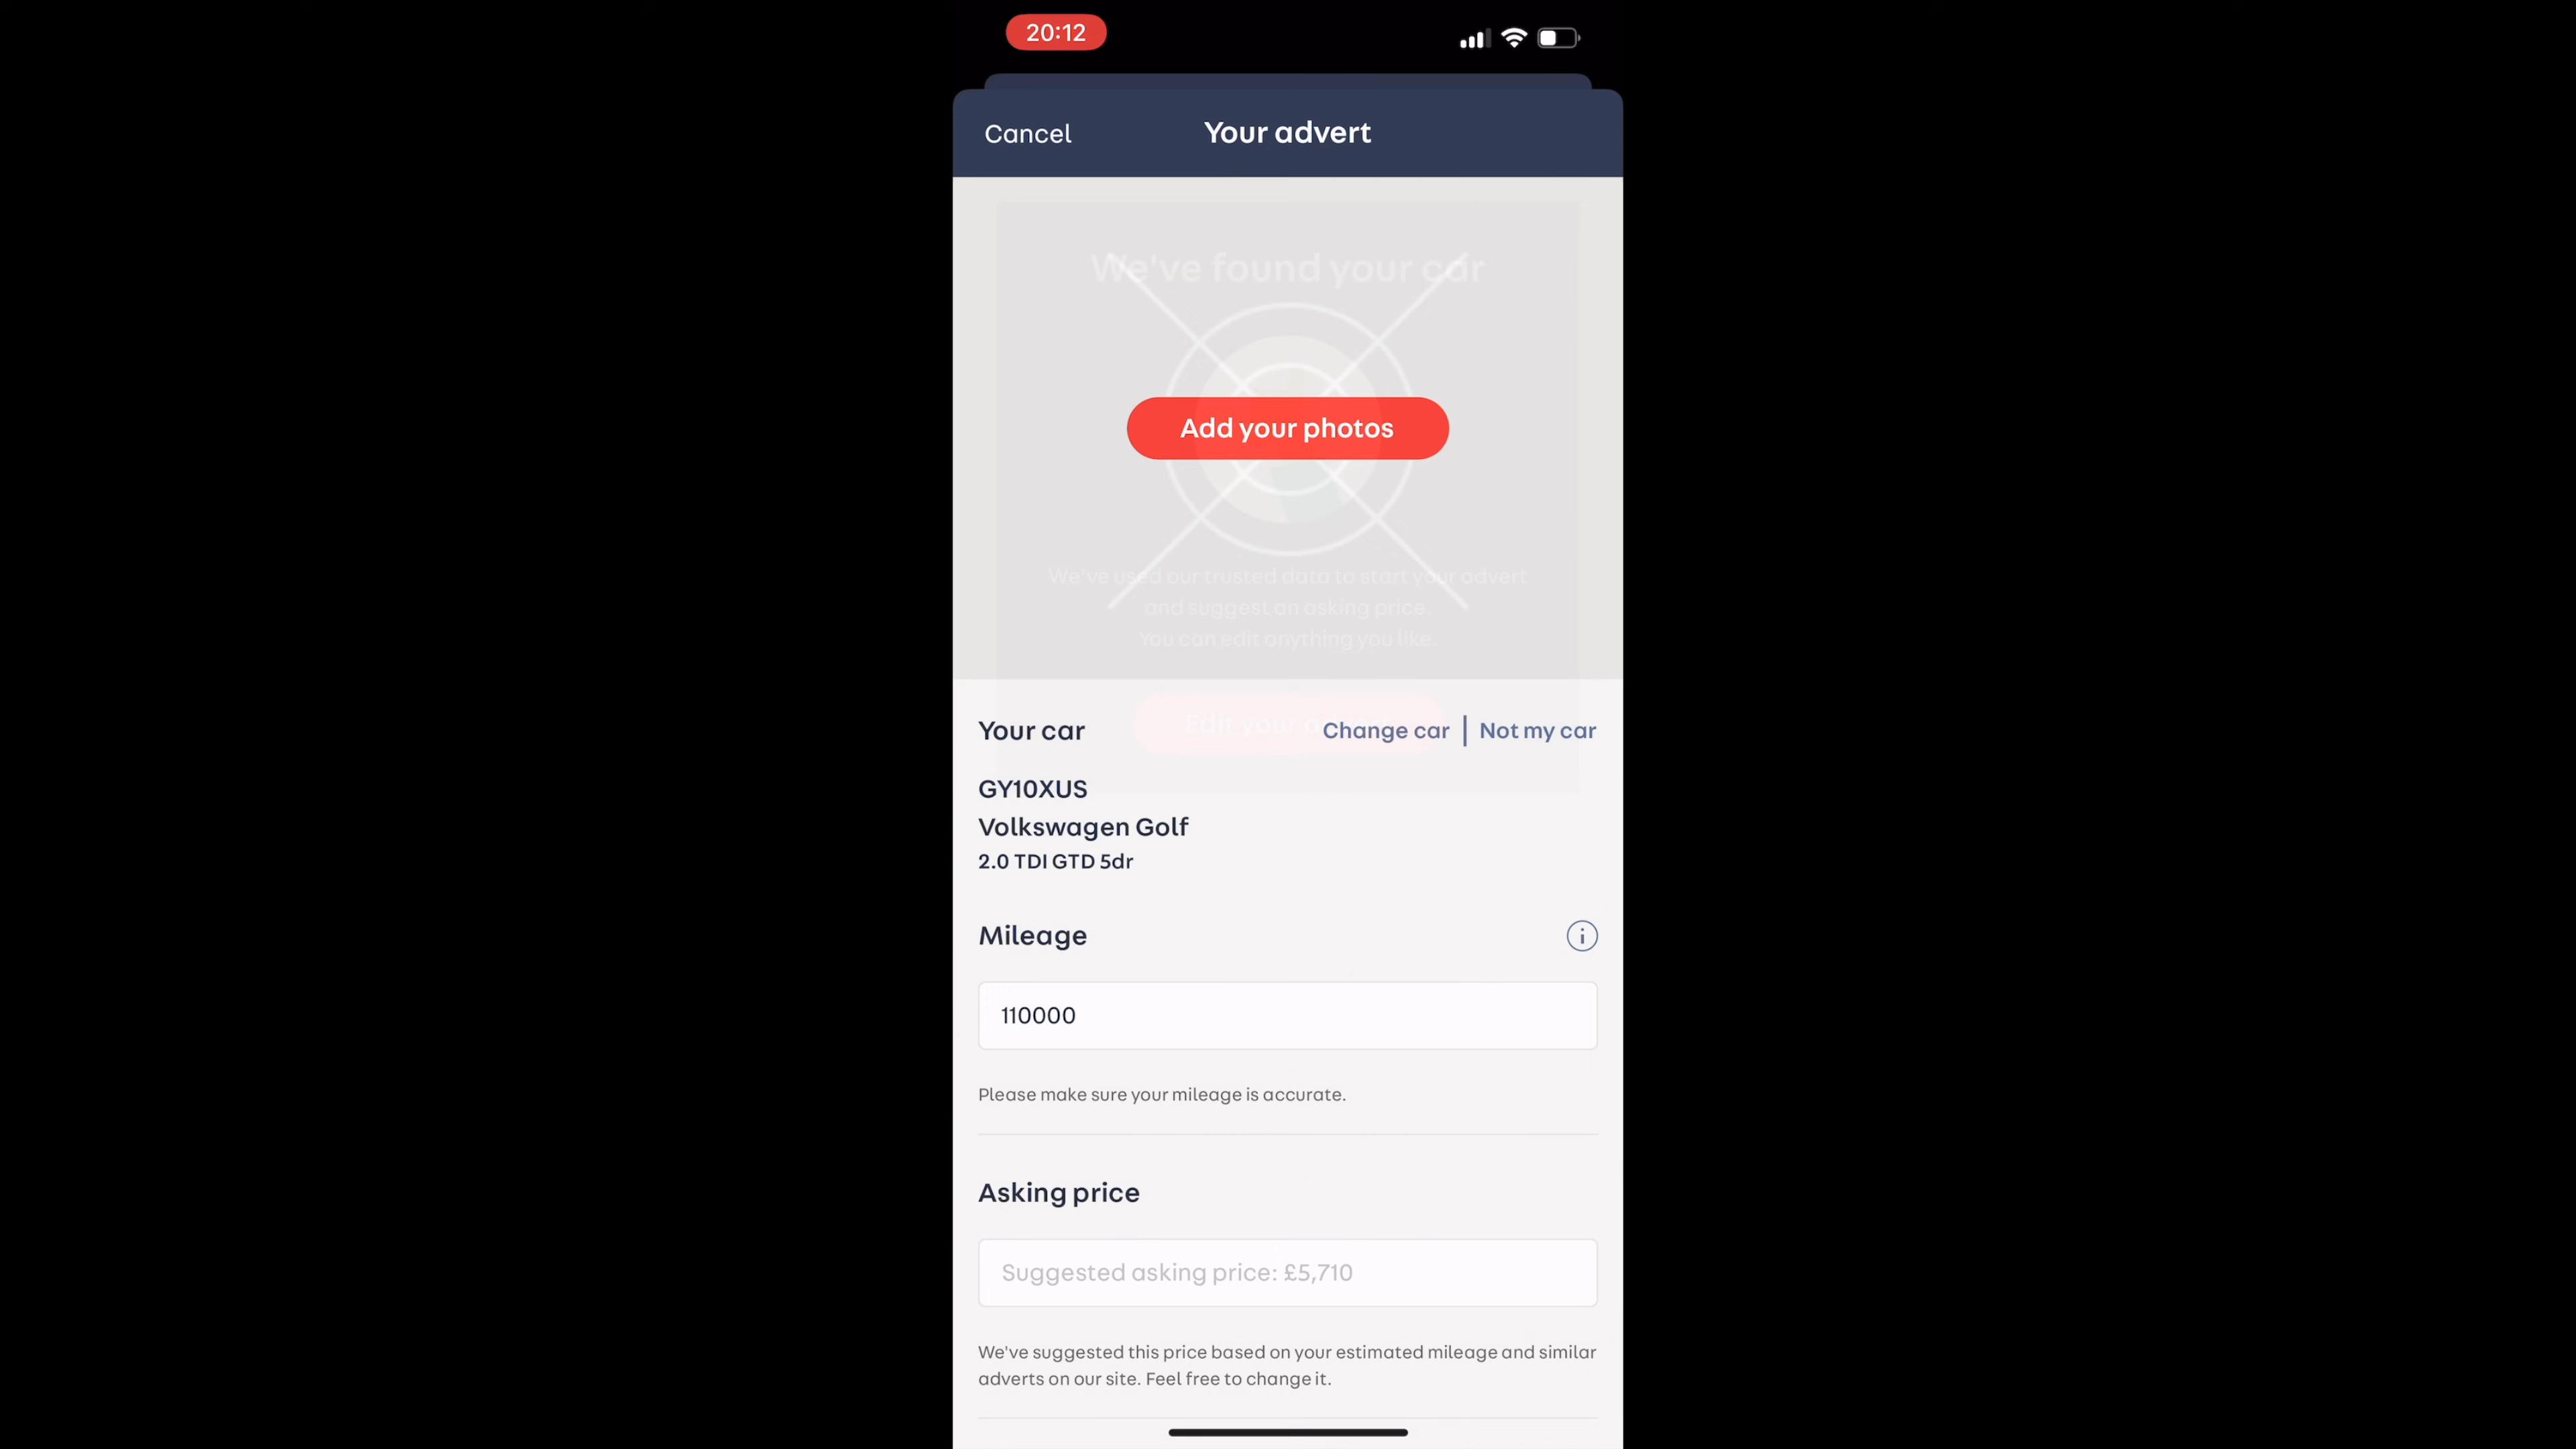 20:12
Cancel
Your advert
We've found your car
Add your photos
We've used our trusted data to start your advert
and suggest an asking price.
You can edit anything you like.
Your car
Edit your
Change car | Not my car
GY10XUS
Volkswagen Golf
2.0 TDI GTD 5dr
Mileage
i
110000
Please make sure your mileage is accurate.
Asking price
Suggested asking price: £5,710
We've suggested this price based on your estimated mileage and similar
adverts on our site. Feel free to change it.